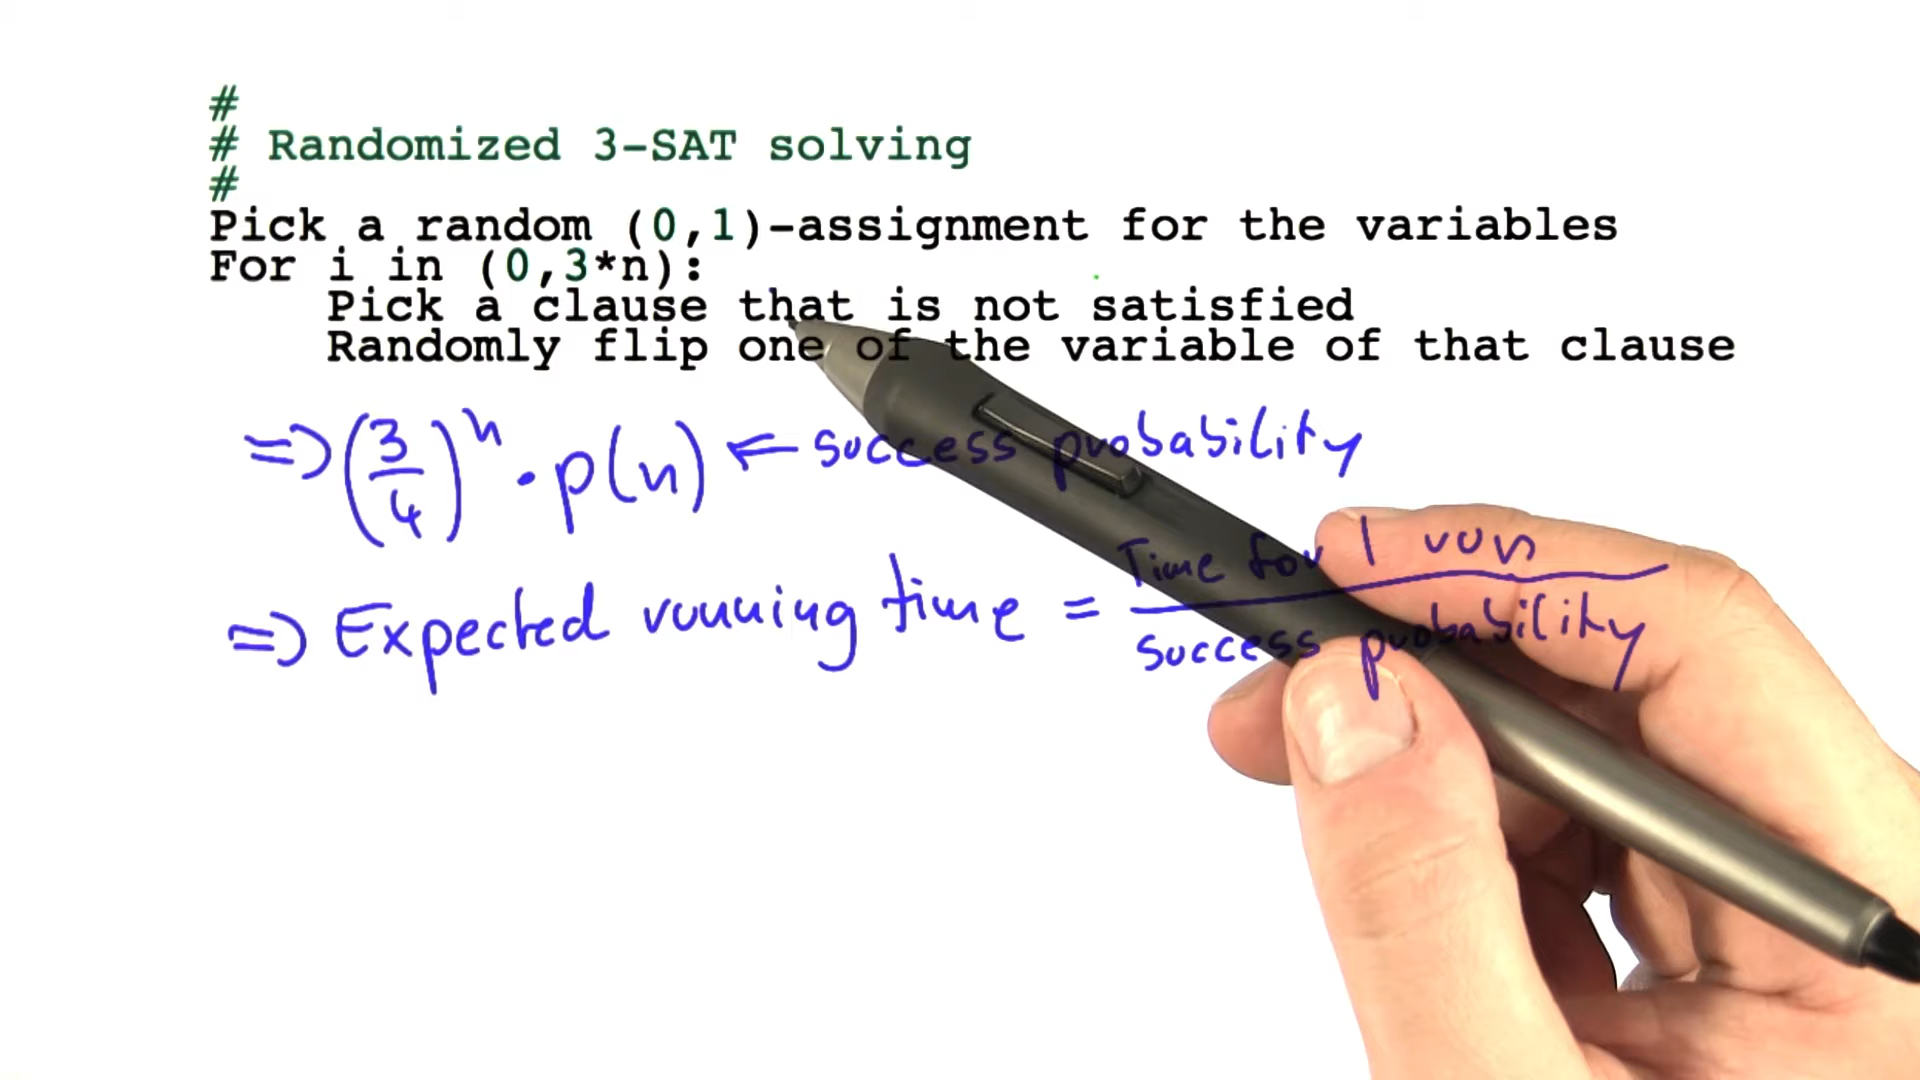 #
# Randomized 3-SAT solving
#
Pick a random (0,1)-assignment for the variables
For i in (0,3*n):
Pick a clause that is not satisfied
Randomly flip one of the variable of that clause
=> (3/4)^n · p(n) ← success probability
=> Expected running time = Time for 1 run / success probability